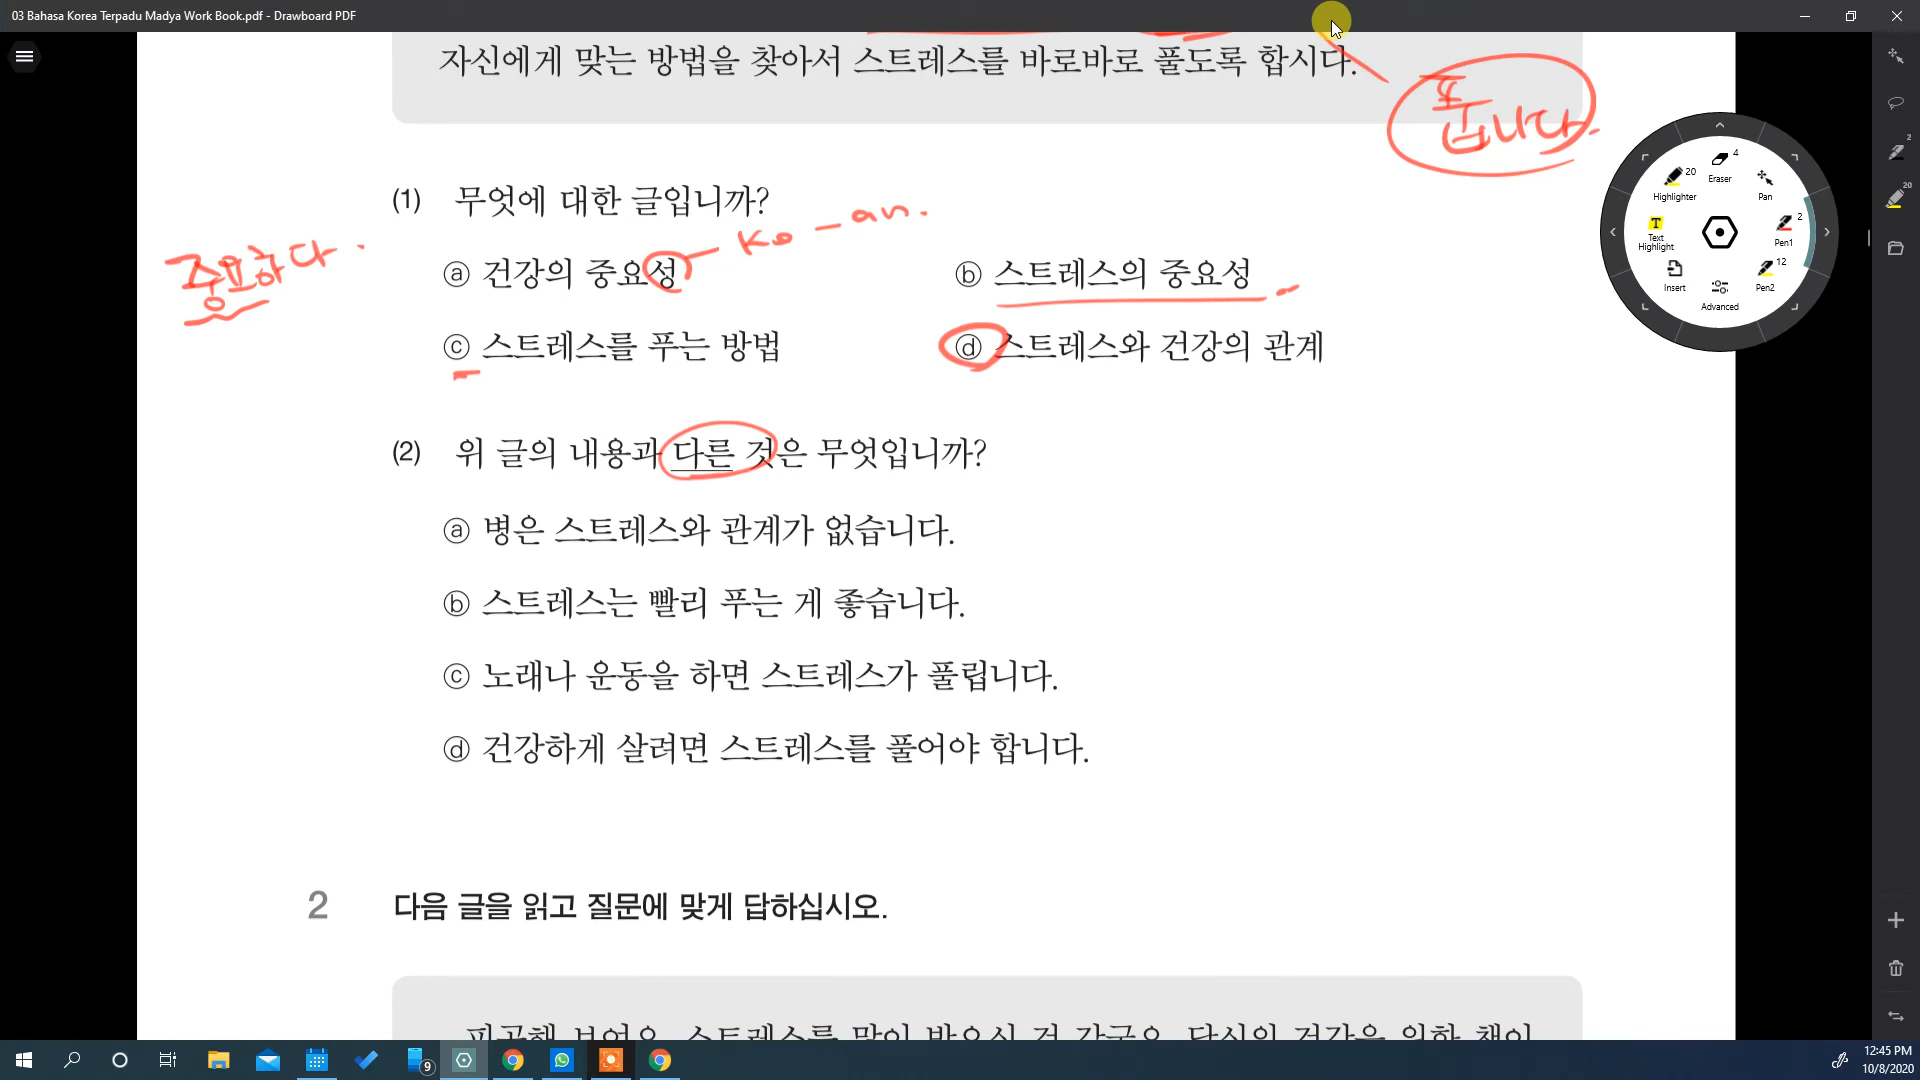 03 Bahasa Korea Terpadu Madya Work Book.pdf - Drawboard PDF
자신에게 맞는 방법을 찾아서 스트레스를 바로바로 풀도록 합시다.
풉니다.
(1) 무엇에 대한 글입니까?
ko - an.
중요하다.
ⓐ 건강의 중요성 ⓑ 스트레스의 중요성
ⓒ 스트레스를 푸는 방법 ⓓ 스트레스와 건강의 관계
(2) 위 글의 내용과 다른 것은 무엇입니까?
ⓐ 병은 스트레스와 관계가 없습니다.
ⓑ 스트레스는 빨리 푸는 게 좋습니다.
ⓒ 노래나 운동을 하면 스트레스가 풀립니다.
ⓓ 건강하게 살려면 스트레스를 풀어야 합니다.
2 다음 글을 읽고 질문에 맞게 답하십시오.
4
Eraser
20
Highlighter
Pan
T
Text
Highlight
2
Pen1
Insert
12
Pen2
Advanced
2
20
9
12:45 PM
10/8/2020